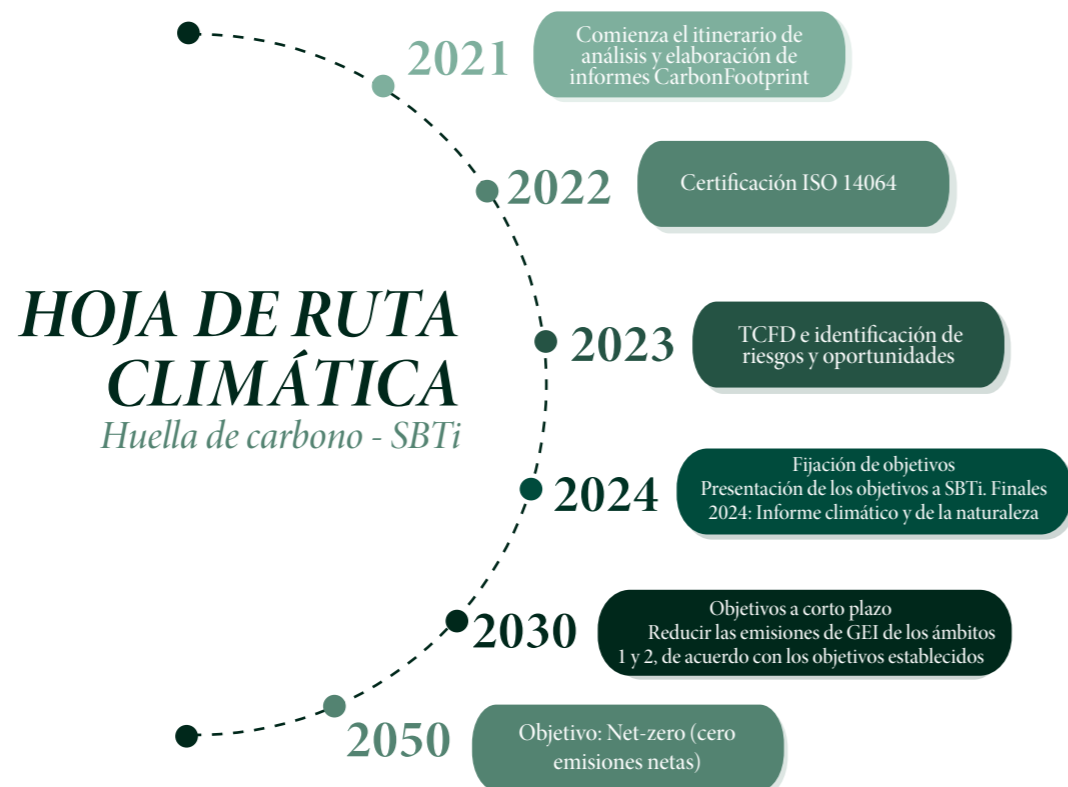 HOJA DE RUTA
CLIMÁTICA
Huella de carbono - SBTi
2021
Comienza el itinerario de
análisis y elaboración de
informes CarbonFootprint
2022
Certificación ISO 14064
2023
TCFD e identificación de
riesgos y oportunidades
2024
Fijación de objetivos
Presentación de los objetivos a SBTi. Finales
2024: Informe climático y de la naturaleza
2030
Objetivos a corto plazo
Reducir las emisiones de GEI de los ámbitos
1 y 2, de acuerdo con los objetivos establecidos
2050
Objetivo: Net-zero (cero
emisiones netas)